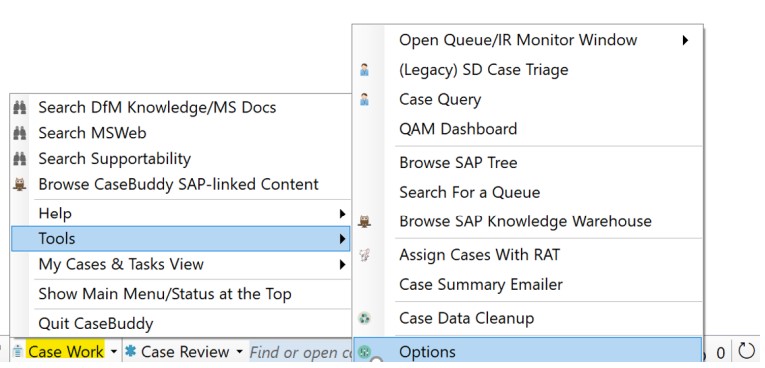 Open Queue/IR Monitor Window
(Legacy) SD Case Triage
Case Query
QAM Dashboard
Browse SAP Tree
Search For a Queue
Browse SAP Knowledge Warehouse
Assign Cases With RAT
Case Summary Emailer
Case Data Cleanup
Options
Search DfM Knowledge/MS Docs
Search MSWeb
Search Supportability
Browse CaseBuddy SAP-linked Content
Help
Tools
My Cases & Tasks View
Show Main Menu/Status at the Top
Quit CaseBuddy
Case Work Case Review Find or open 0